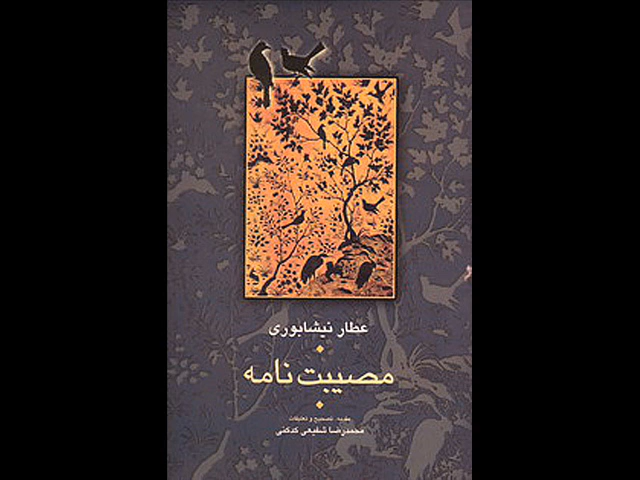 عطار نیشابوری
مصیبت نامه
مقدمه، تصحیح و تعلیقات
محمدرضا شفیعی کدکنی